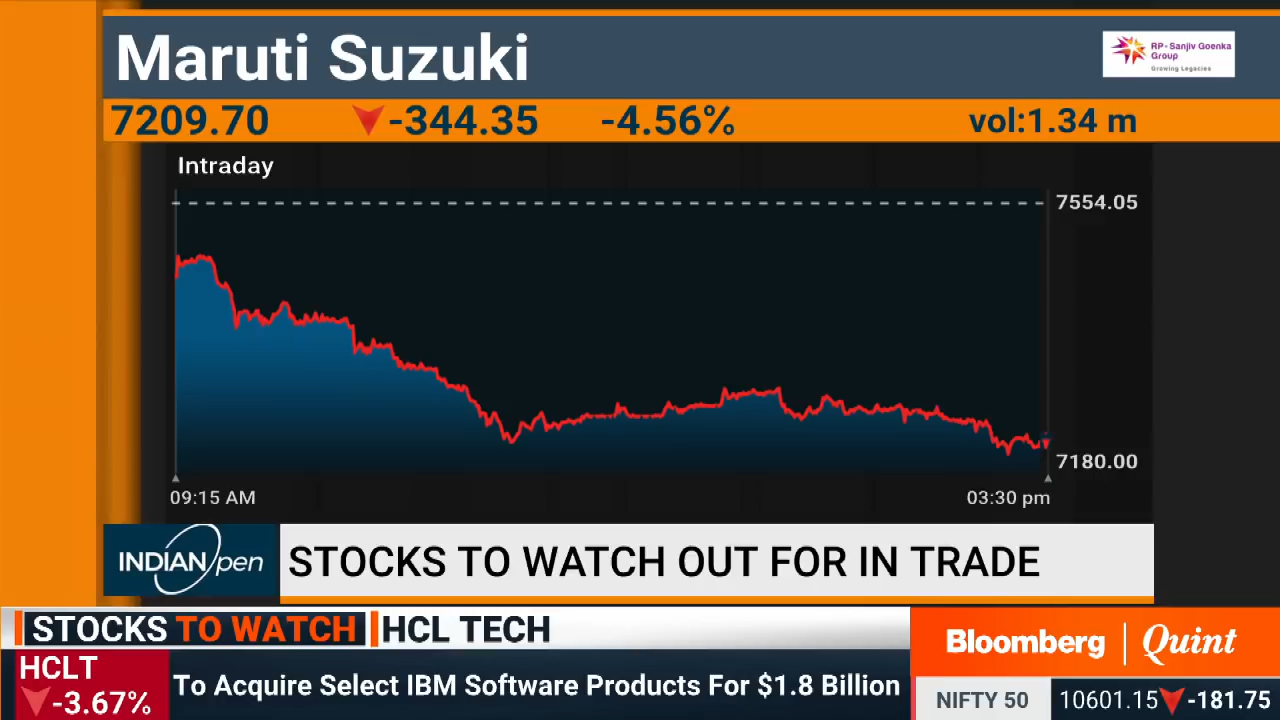 Maruti Suzuki
RP - Sanjiv Goenka
Group
Growing Legacies
7209.70 -344.35 -4.56% vol:1.34 m
Intraday
7554.05
7180.00
09:15 AM 03:30 pm
INDIAN pen
STOCKS TO WATCH OUT FOR IN TRADE
STOCKS TO WATCH HCL TECH
Bloomberg | Quint
HCLT
-3.67%
To Acquire Select IBM Software Products For $1.8 Billion
NIFTY 50 10601.15 -181.75